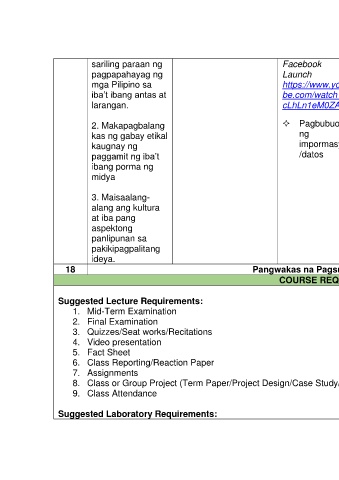 sariling paraan ng
pagpapahayag ng
mga Pilipino sa
iba't ibang antas at
larangan.
2. Makapagbalang
kas ng gabay etikal
kaugnay ng
paggamit ng iba't
ibang porma ng
midya
3. Maisaalang-
alang ang kultura
at iba pang
aspektong
panlipunan sa
pakikipagpalitang
ideya.
Facebook
Launch
https://www.yo
be.com/watch
cLhLn1eM0ZA
❖ Pagbubuo
ng
impormas
/datos
18 Pangwakas na Pagsu
COURSE REQ
Suggested Lecture Requirements:
1. Mid-Term Examination
2. Final Examination
3. Quizzes/Seat works/Recitations
4. Video presentation
5. Fact Sheet
6. Class Reporting/Reaction Paper
7. Assignments
8. Class or Group Project (Term Paper/Project Design/Case Study/
9. Class Attendance
Suggested Laboratory Requirements: